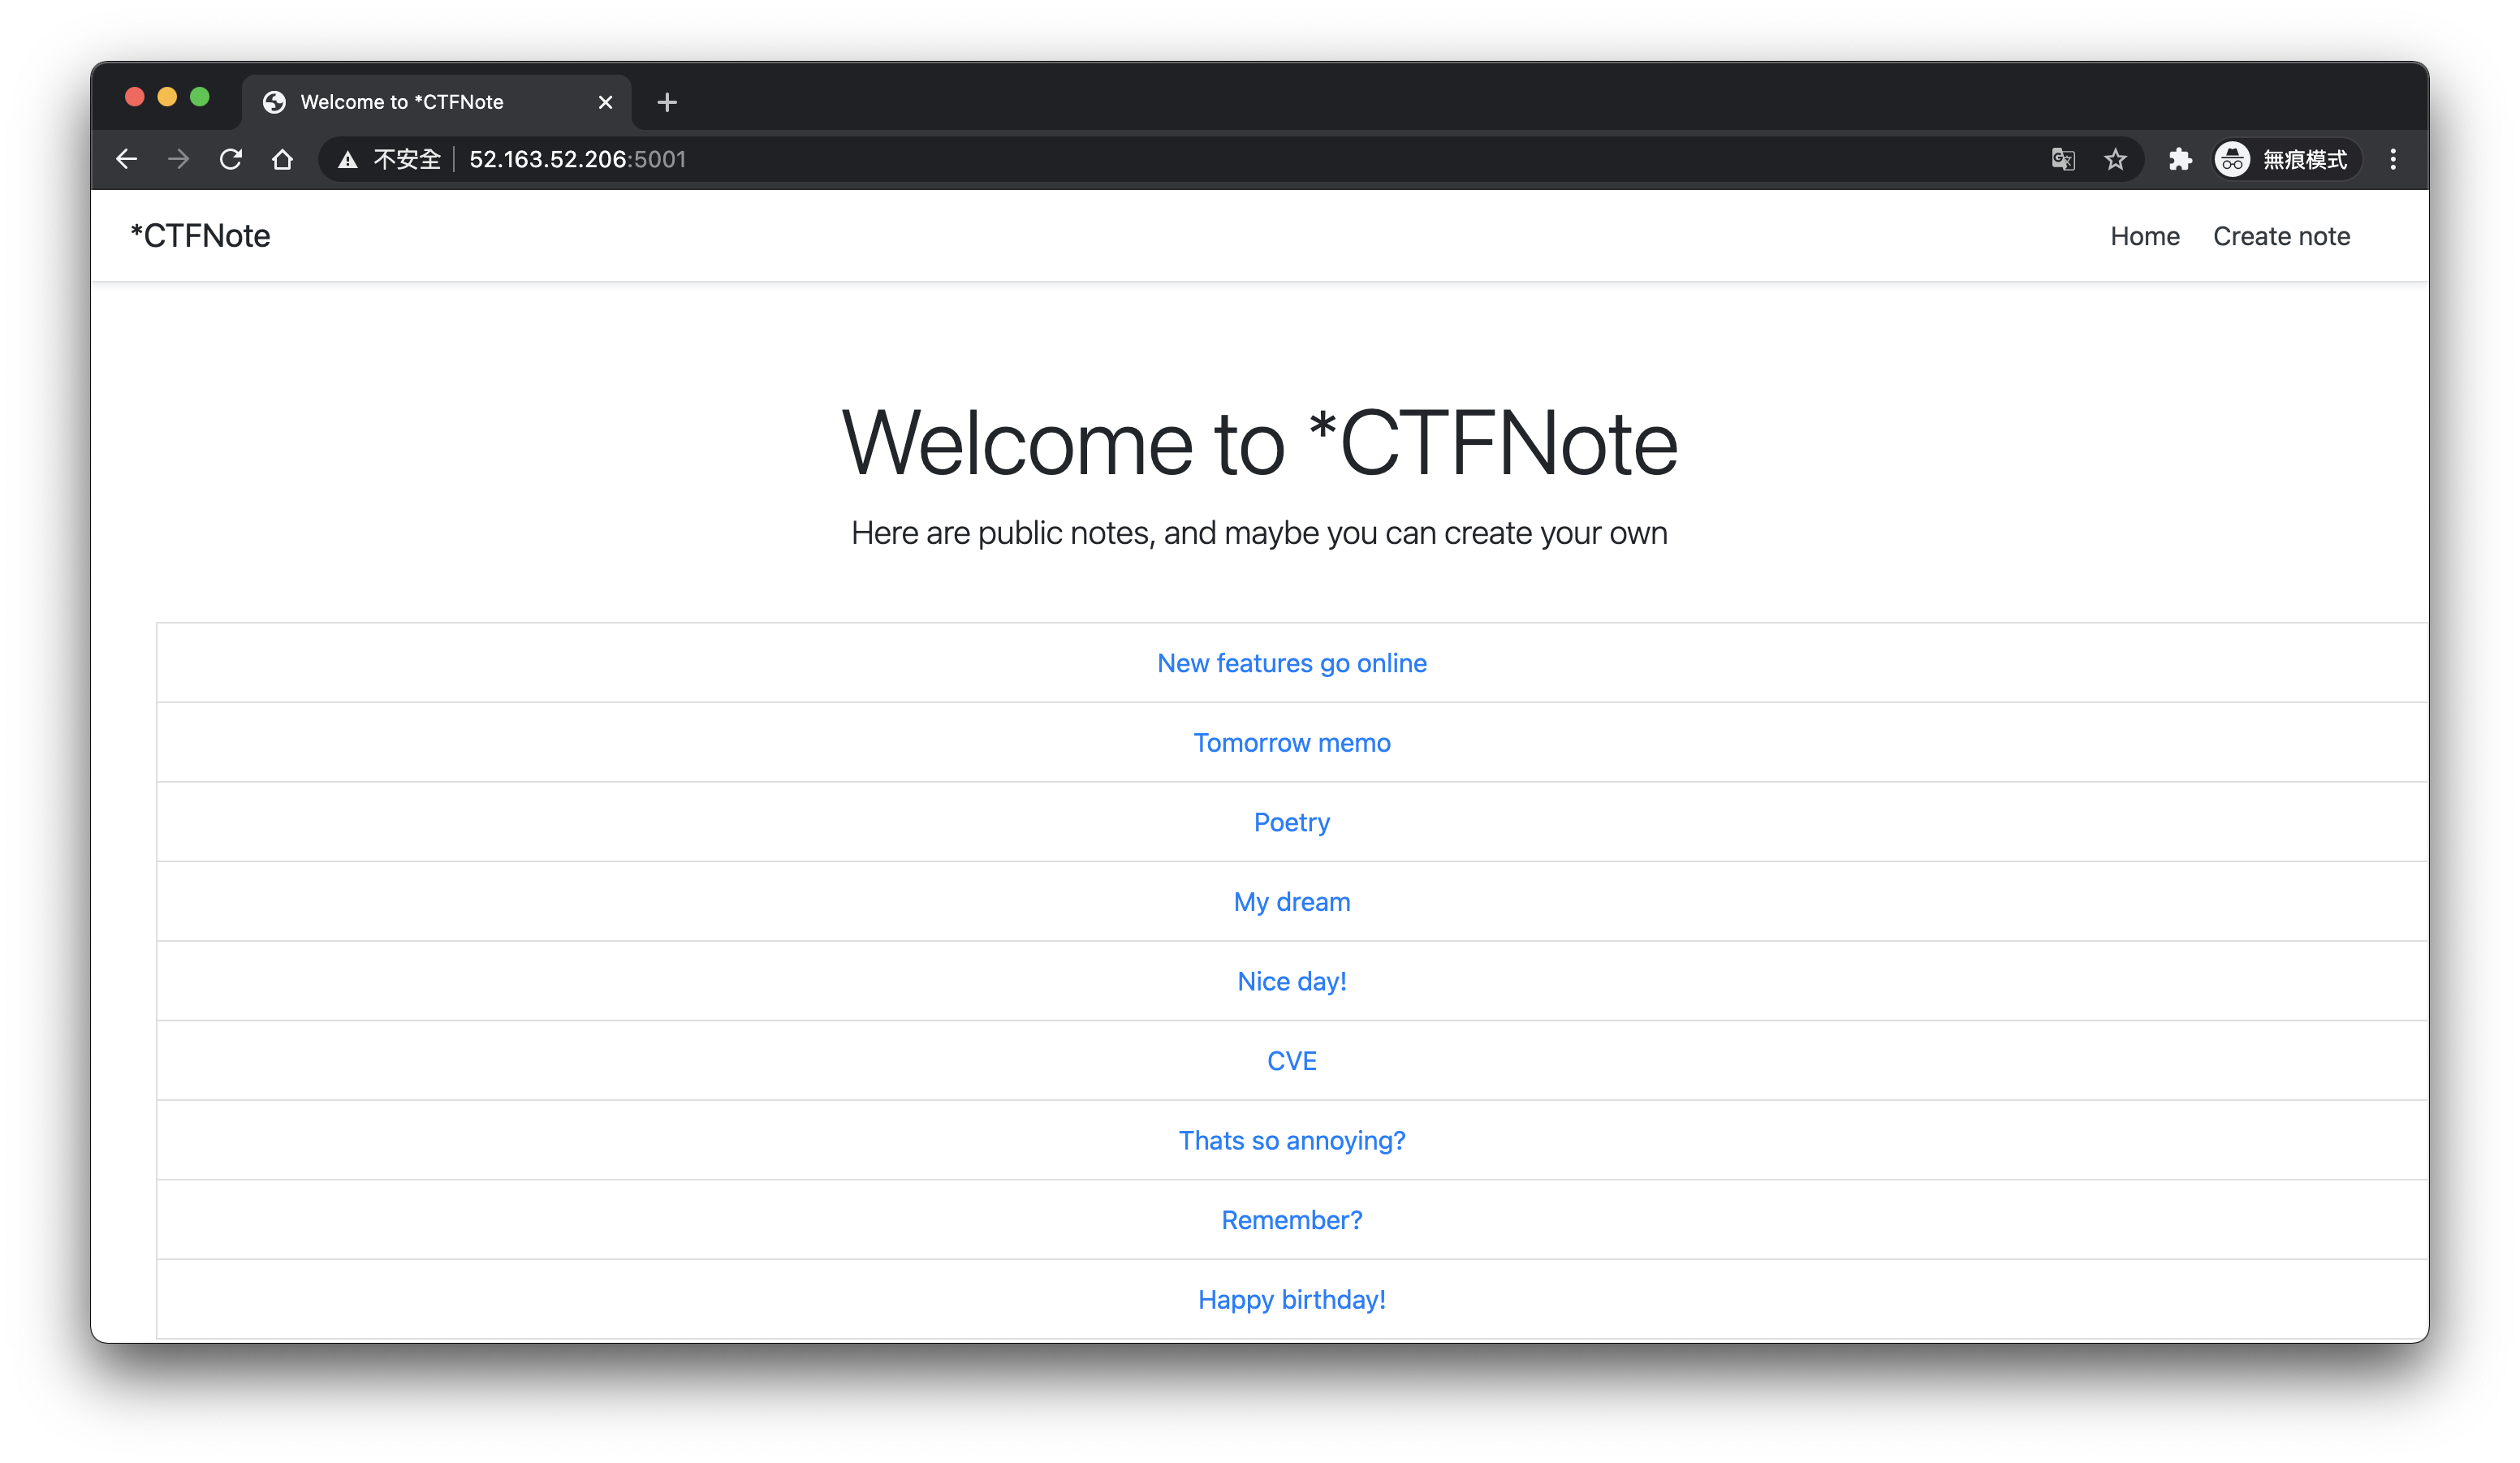 Welcome to *CTFNote
不安全 52.163.52.206:5001 無痕模式
*CTFNote Home Create note
Welcome to *CTFNote
Here are public notes, and maybe you can create your own
New features go online
Tomorrow memo
Poetry
My dream
Nice day!
CVE
Thats so annoying?
Remember?
Happy birthday!